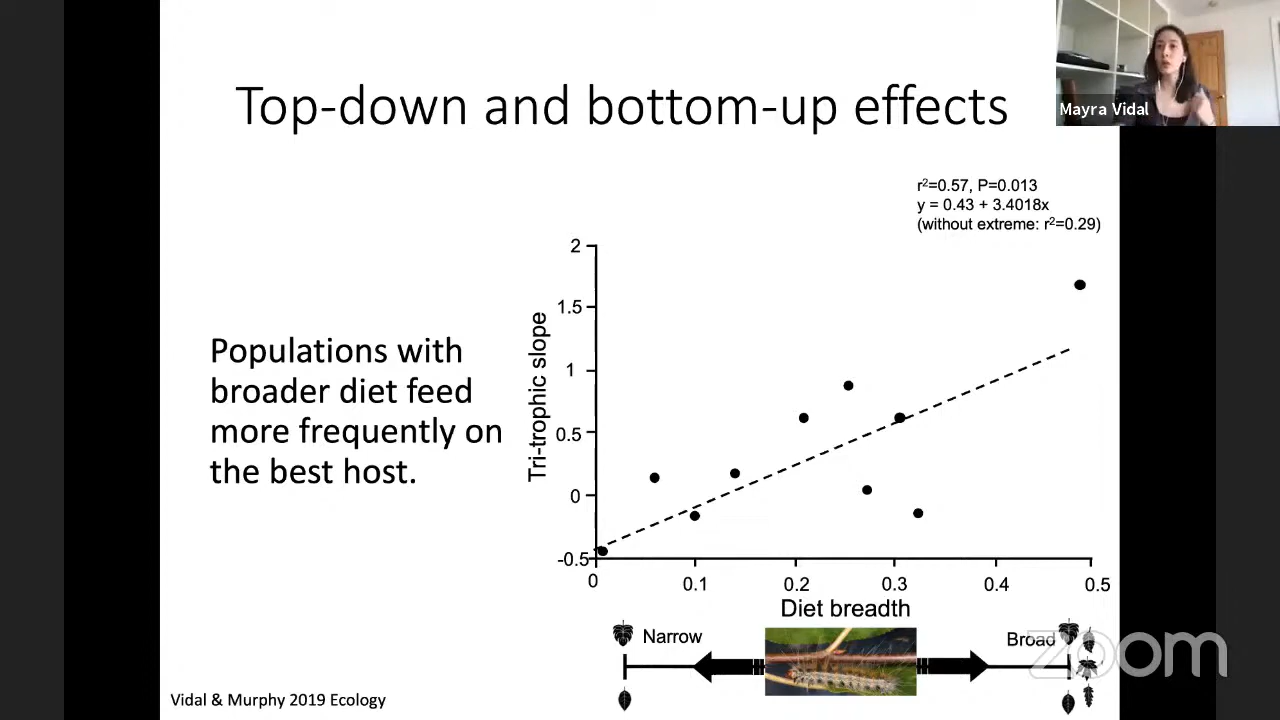 Top-down and bottom-up effects
Mayra Vidal
r²=0.57, P=0.013
y = 0.43 + 3.4018x
(without extreme: r²=0.29)
Populations with
broader diet feed
more frequently on
the best host.
Tri-trophic slope
2
1.5
1
0.5
0
-0.5
0 0.1 0.2 0.3 0.4 0.5
Diet breadth
Narrow Broad
zoom
Vidal & Murphy 2019 Ecology